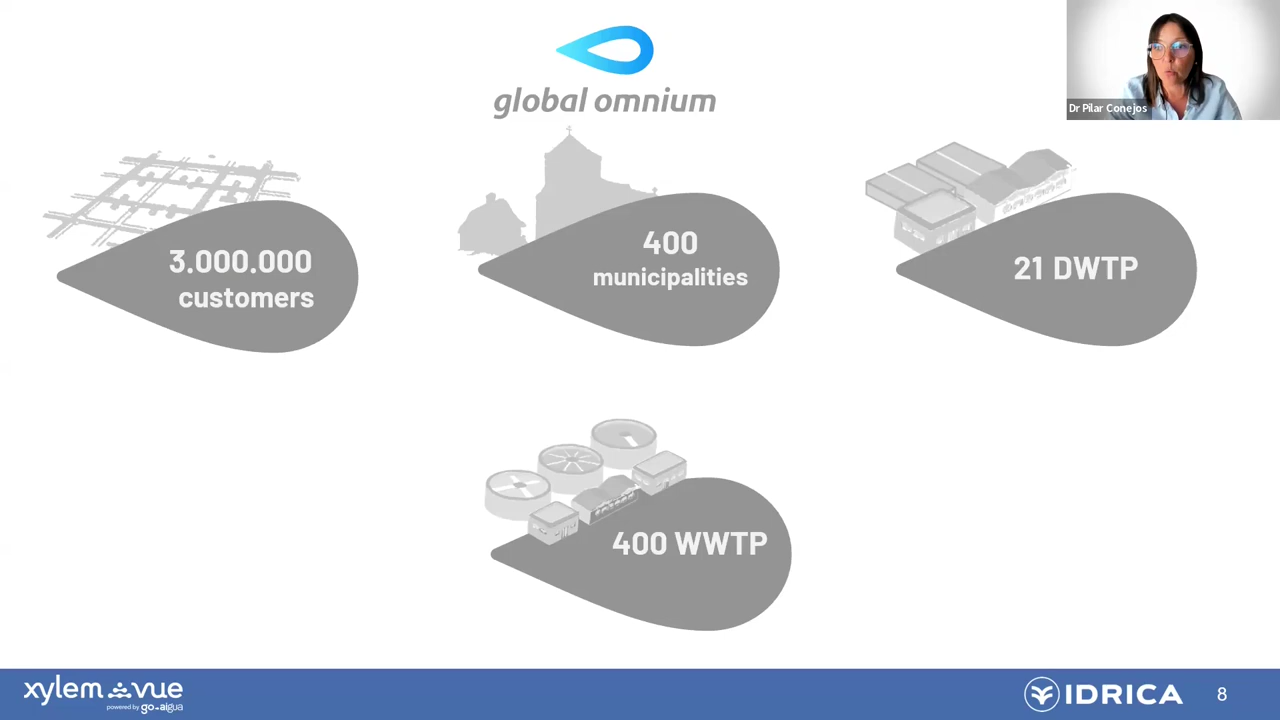 global omnium
Dr Pilar Conejos
3.000.000
customers
400
municipalities
21 DWTP
400 WWTP
xylem vue
powered by go-aigua
IDRICA
8